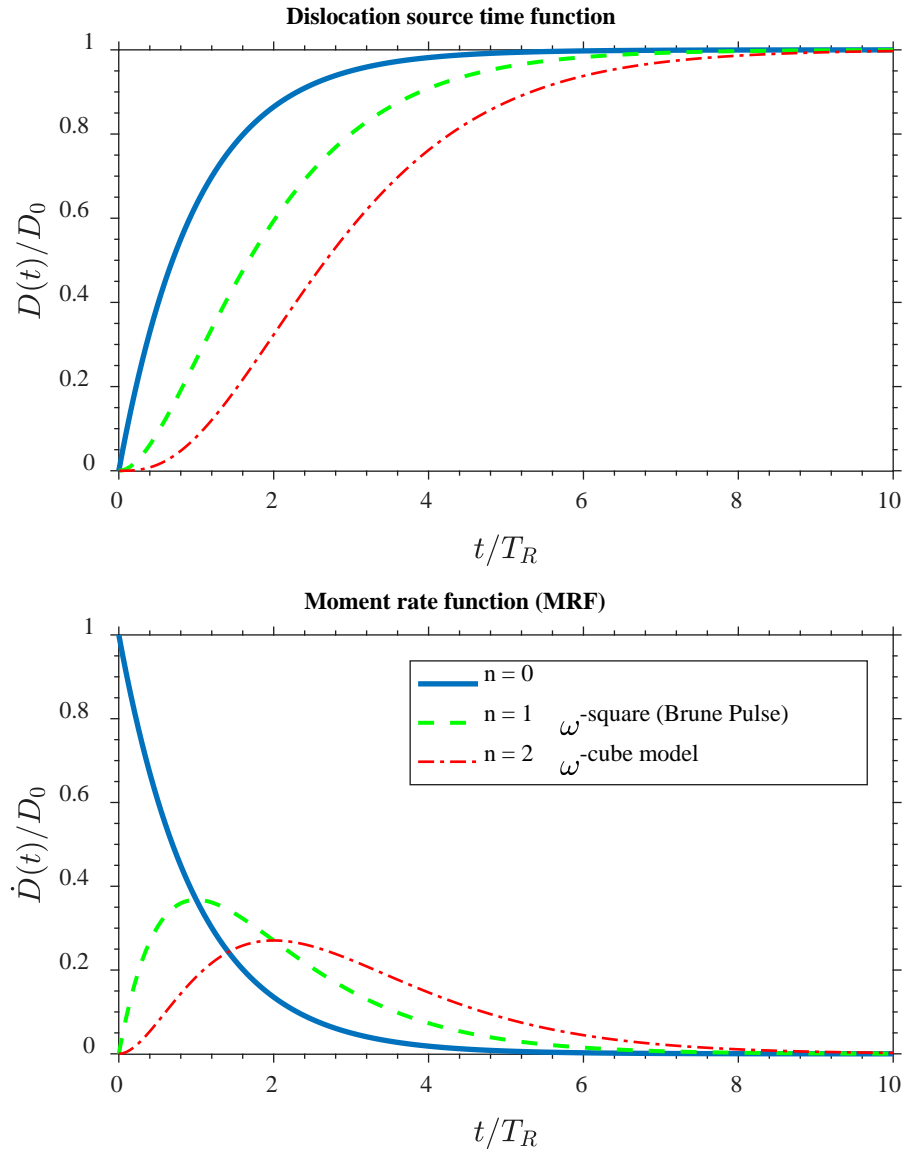 Dislocation source time function
1
0.8
0.6
0.4
0.2
0
D(t)/D₀
0 2 4 6 8 10
t/T_R
Moment rate function (MRF)
1
0.8
0.6
0.4
0.2
0
Ḋ(t)/D₀
n = 0
n = 1 ω-square (Brune Pulse)
n = 2 ω-cube model
0 2 4 6 8 10
t/T_R